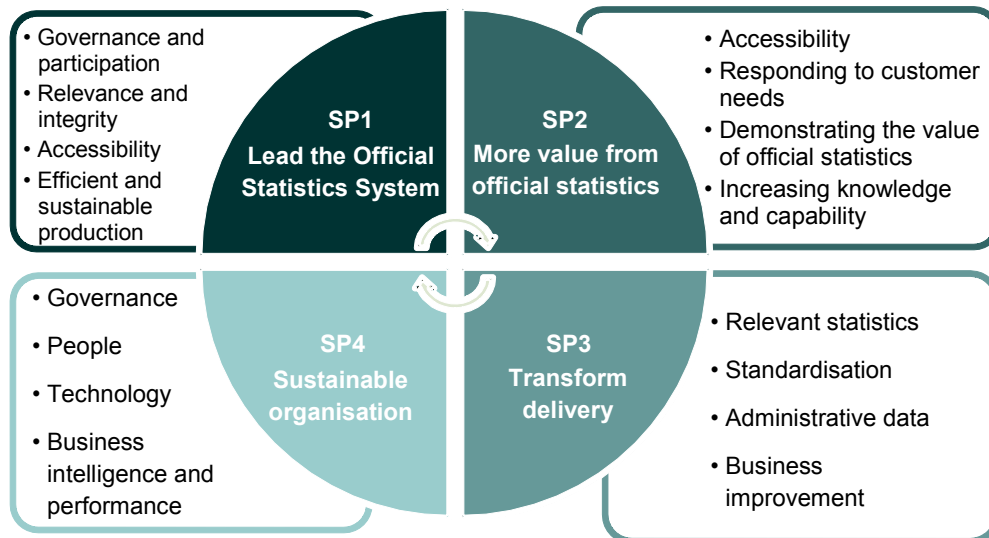 • Governance and
participation
• Relevance and
integrity
• Accessibility
• Efficient and
sustainable
production
SP1
Lead the Official
Statistics System
SP2
More value from
official statistics
• Accessibility
• Responding to customer
needs
• Demonstrating the value
of official statistics
• Increasing knowledge
and capability
• Governance
• People
• Technology
• Business
intelligence and
performance
SP4
Sustainable
organisation
SP3
Transform
delivery
• Relevant statistics
• Standardisation
• Administrative data
• Business
improvement